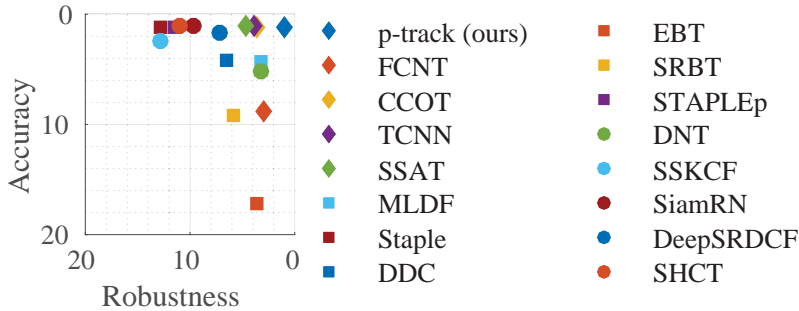 0
10
20
20
10
0
Accuracy
Robustness
p-track (ours)
FCNT
CCOT
TCNN
SSAT
MLDF
Staple
DDC
EBT
SRBT
STAPLEp
DNT
SSKCF
SiamRN
DeepSRDCF
SHCT